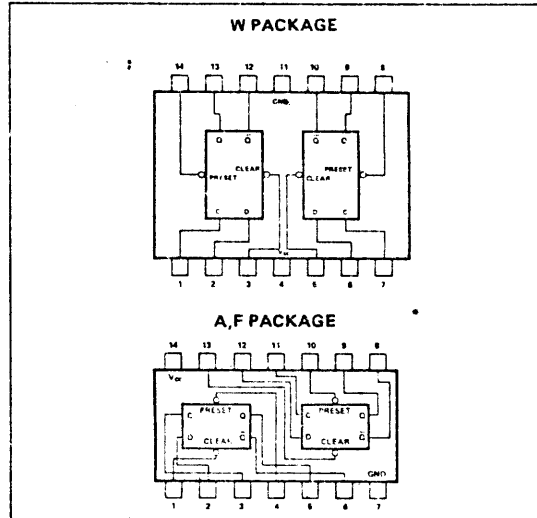 W PACKAGE
14 13 12 11 10 9 8
GND
Q Q̅ Q̅ Q
CLEAR PRESET
PRESET CLEAR
C D D C
1 2 3 4 5 6 7
A,F PACKAGE
14 13 12 11 10 9 8
Vcc
PRESET PRESET
C Q C Q
D Q̅ D Q̅
CLEAR CLEAR
GND
1 2 3 4 5 6 7